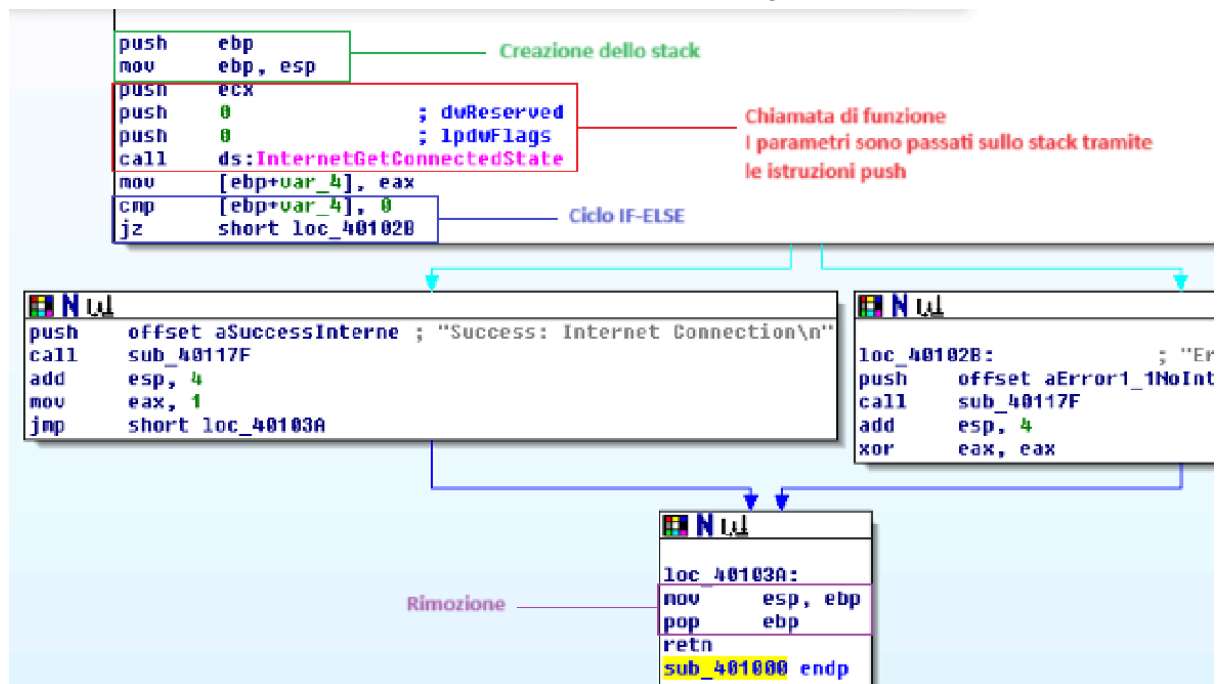 push ebp
mov ebp, esp
Creazione dello stack
push ecx
push 0 ; dwReserved
push 0 ; lpdwFlags
call ds:InternetGetConnectedState
Chiamata di funzione
I parametri sono passati sullo stack tramite
le istruzioni push
mov [ebp+var_4], eax
cmp [ebp+var_4], 0
jz short loc_40102B
Ciclo IF-ELSE
N
push offset aSuccessInterne ; "Success: Internet Connection\n"
call sub_40117F
add esp, 4
mov eax, 1
jmp short loc_40103A
N
loc_40102B: ; "Er
push offset aError1_1NoInt
call sub_40117F
add esp, 4
xor eax, eax
N
loc_40103A:
mov esp, ebp
pop ebp
Rimozione
retn
sub_401000 endp